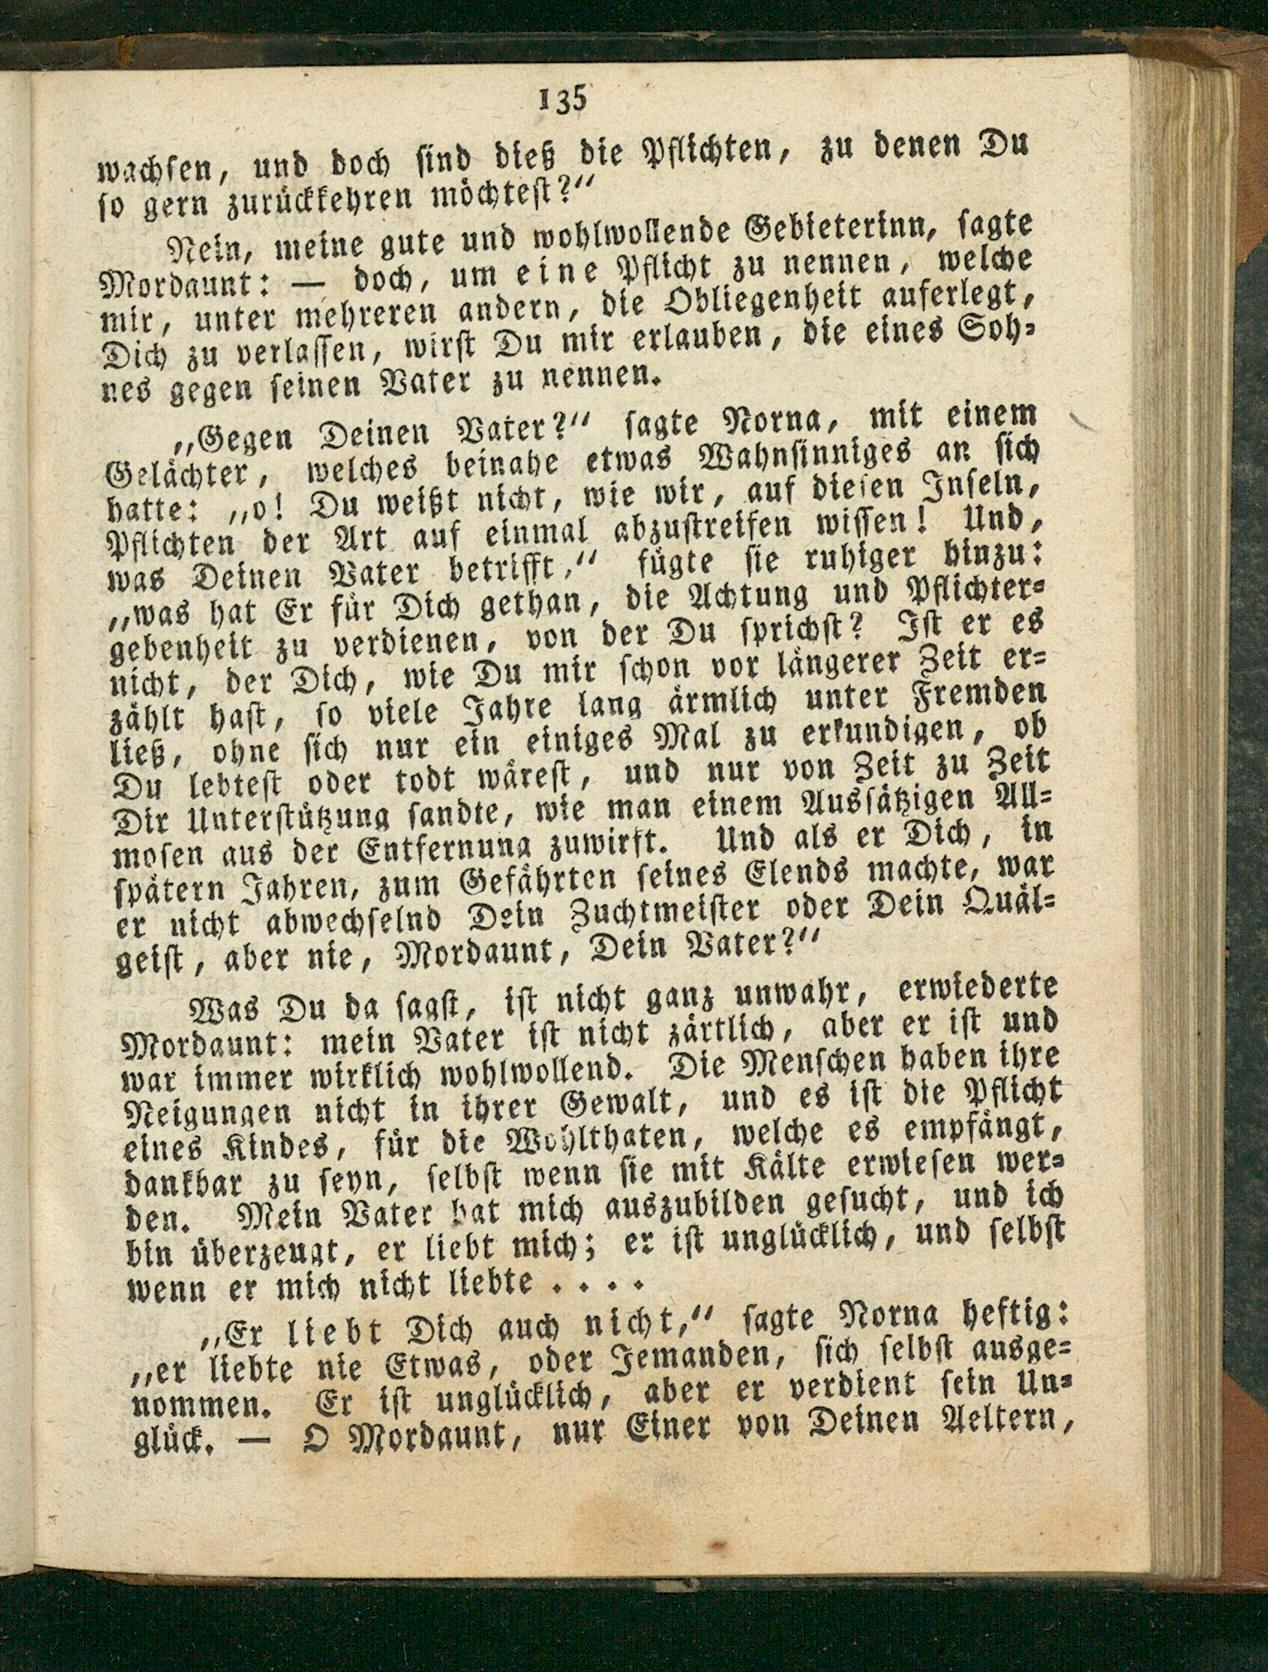 135
wachsen, und doch sind dieß die Pflichten, zu denen Du
so gern zurückkehren möchtest?“
Nein, meine gute und wohlwollende Gebieterinn, sagte
Mordaunt: — doch, um eine Pflicht zu nennen, welche
mir, unter mehreren andern, die Obliegenheit auferlegt,
Dich zu verlassen, wirst Du mir erlauben, die eines Soh-
nes gegen seinen Vater zu nennen.
„Gegen Deinen Vater?“ sagte Norna, mit einem
Gelächter, welches beinahe etwas Wahnsinniges an sich
hatte: „o! Du weißt nicht, wie wir, auf diesen Inseln,
Pflichten der Art auf einmal abzustreifen wissen! Und,
was Deinen Vater betrifft,“ fügte sie ruhiger hinzu:
„was hat Er für Dich gethan, die Achtung und Pflichter-
gebenheit zu verdienen, von der Du sprichst? Ist er es
nicht, der Dich, wie Du mir schon vor längerer Zeit er-
zählt hast, so viele Jahre lang ärmlich unter Fremden
ließ, ohne sich nur ein einiges Mal zu erkundigen, ob
Du lebtest oder todt wärest, und nur von Zeit zu Zeit
Dir Unterstützung sandte, wie man einem Aussätzigen All-
mosen aus der Entfernung zuwirft. Und als er Dich, in
spätern Jahren, zum Gefährten seines Elends machte, war
er nicht abwechselnd Dein Zuchtmeister oder Dein Quäl-
geist, aber nie, Mordaunt, Dein Vater?“
Was Du da sagst, ist nicht ganz unwahr, erwiederte
Mordaunt: mein Vater ist nicht zärtlich, aber er ist und
war immer wirklich wohlwollend. Die Menschen haben ihre
Neigungen nicht in ihrer Gewalt, und es ist die Pflicht
eines Kindes, für die Wohlthaten, welche es empfängt,
dankbar zu seyn, selbst wenn sie mit Kälte erwiesen wer-
den. Mein Vater hat mich auszubilden gesucht, und ich
bin überzeugt, er liebt mich; er ist unglücklich, und selbst
wenn er mich nicht liebte . . . .
„Er liebt Dich auch nicht,“ sagte Norna heftig:
„er liebte nie Etwas, oder Jemanden, sich selbst ausge-
nommen. Er ist unglücklich, aber er verdient sein Un-
glück. — O Mordaunt, nur Einer von Deinen Aeltern,